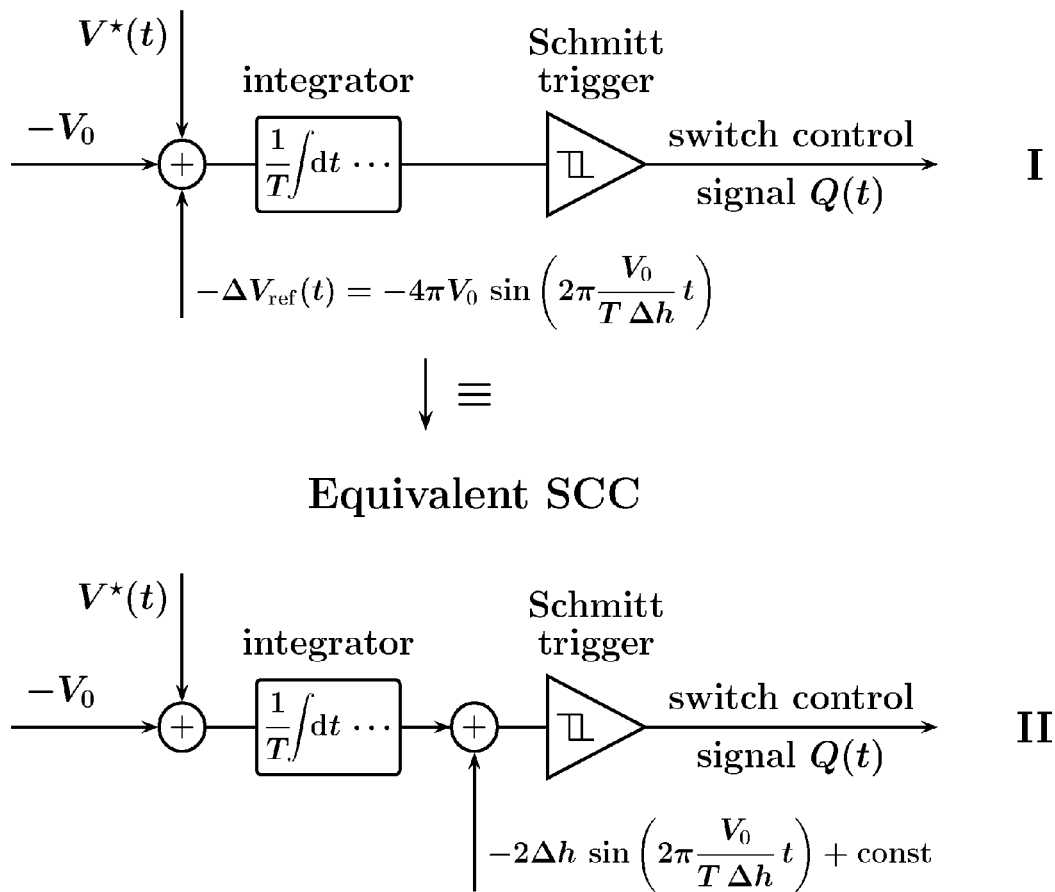 V⋆(t)
−V₀
+
integrator
1/T ∫dt ⋯
Schmitt
trigger
switch control
signal Q(t)
I
−ΔV_ref(t) = −4πV₀ sin(2π V₀/(T Δh) t)
≡
Equivalent SCC
V⋆(t)
−V₀
+
integrator
1/T ∫dt ⋯
+
Schmitt
trigger
switch control
signal Q(t)
II
−2Δh sin(2π V₀/(T Δh) t) + const